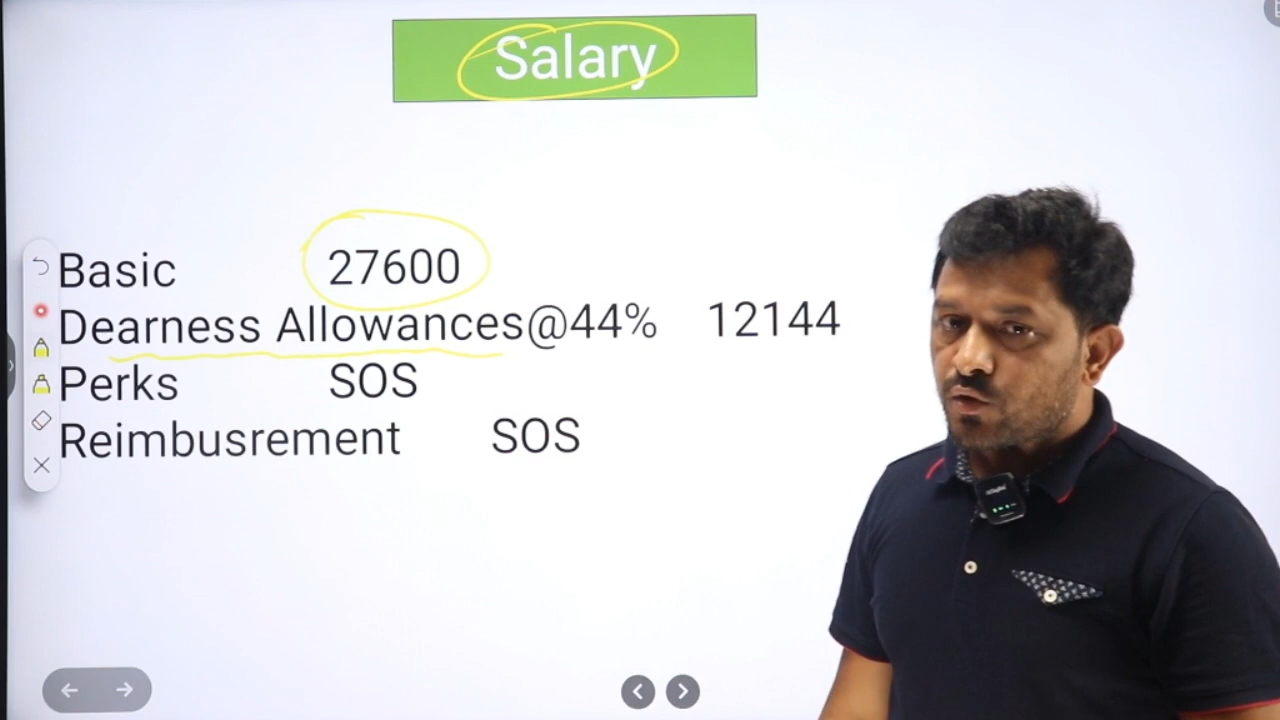 Salary
Basic 27600
Dearness Allowances@44% 12144
Perks SOS
Reimbusrement SOS